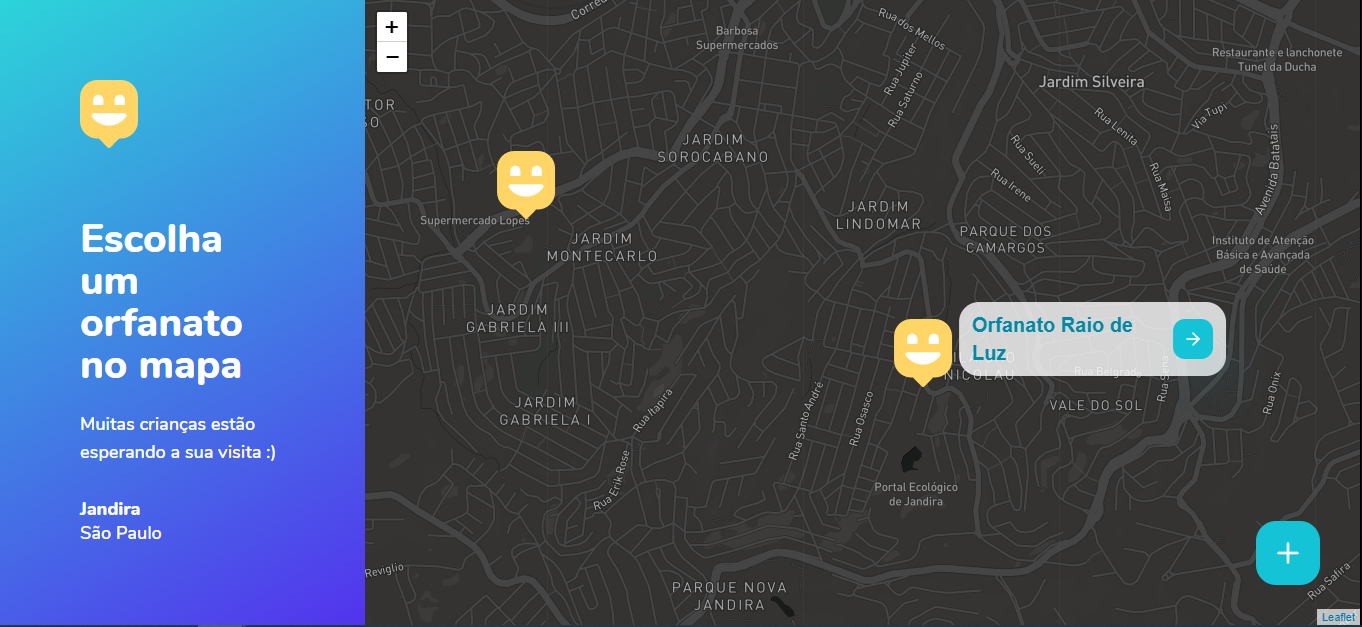 Escolha
um
orfanato
no mapa
Muitas crianças estão
esperando a sua visita :)
Jandira
São Paulo
+
−
Barbosa
Supermercados
Rua dos Mellos
Rua Jupiter
Rua Saturno
Jardim Silveira
Restaurante e lanchonete
Tunel da Ducha
Rua Lenita
Via Tupi
Rua Sueli
Rua Irene
Rua Maisa
Avenida Batatais
JARDIM
SOROCABANO
Supermercado Lopes
JARDIM
MONTECARLO
JARDIM
LINDOMAR
PARQUE DOS
CAMARGOS
Instituto de Atenção
Básica e Avançada
de Saúde
JARDIM
GABRIELA III
Orfanato Raio de
Luz
NICOLAU
Rua Belgrado
Rua Sena
Rua Onix
VALE DO SOL
JARDIM
GABRIELA I
Rua Itapira
Rua Santo André
Rua Osasco
Rua Erik Rose
Portal Ecológico
de Jandira
Reviglio
PARQUE NOVA
JANDIRA
Rua Safira
Leaflet